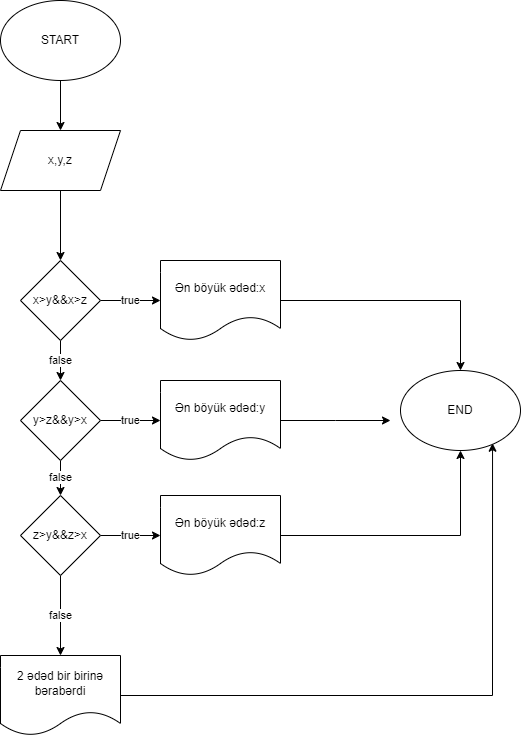 START
x,y,z
x>y&&x>z
true
Ən böyük ədəd:x
false
y>z&&y>x
true
Ən böyük ədəd:y
END
false
z>y&&z>x
true
Ən böyük ədəd:z
false
2 ədəd bir birinə
bərabərdi